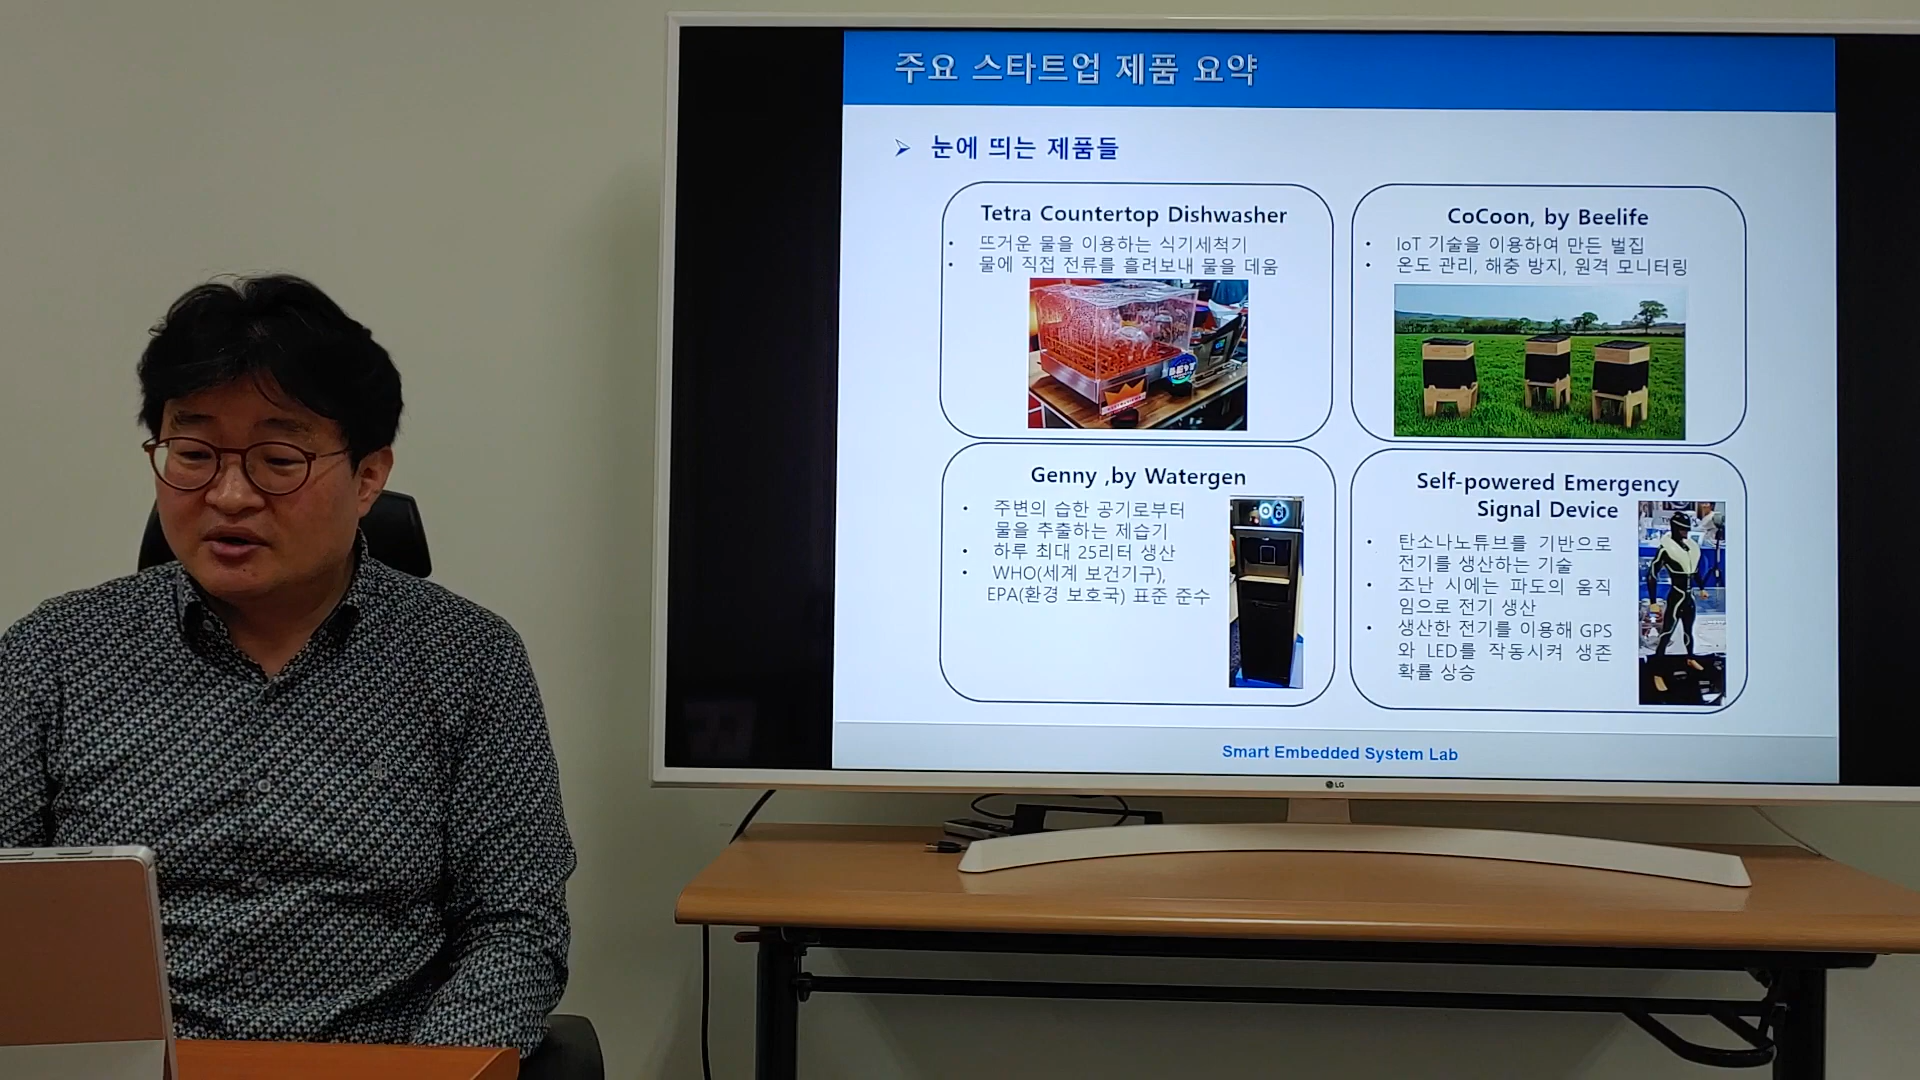 주요 스타트업 제품 요약
➢ 눈에 띄는 제품들
Tetra Countertop Dishwasher
• 뜨거운 물을 이용하는 식기세척기
• 물에 직접 전류를 흘려보내 물을 데움
CoCoon, by Beelife
• IoT 기술을 이용하여 만든 벌집
• 온도 관리, 해충 방지, 원격 모니터링
Genny ,by Watergen
• 주변의 습한 공기로부터
물을 추출하는 제습기
• 하루 최대 25리터 생산
• WHO(세계 보건기구),
EPA(환경 보호국) 표준 준수
Self-powered Emergency
Signal Device
• 탄소나노튜브를 기반으로
전기를 생산하는 기술
• 조난 시에는 파도의 움직
임으로 전기 생산
• 생산한 전기를 이용해 GPS
와 LED를 작동시켜 생존
확률 상승
Smart Embedded System Lab
LG